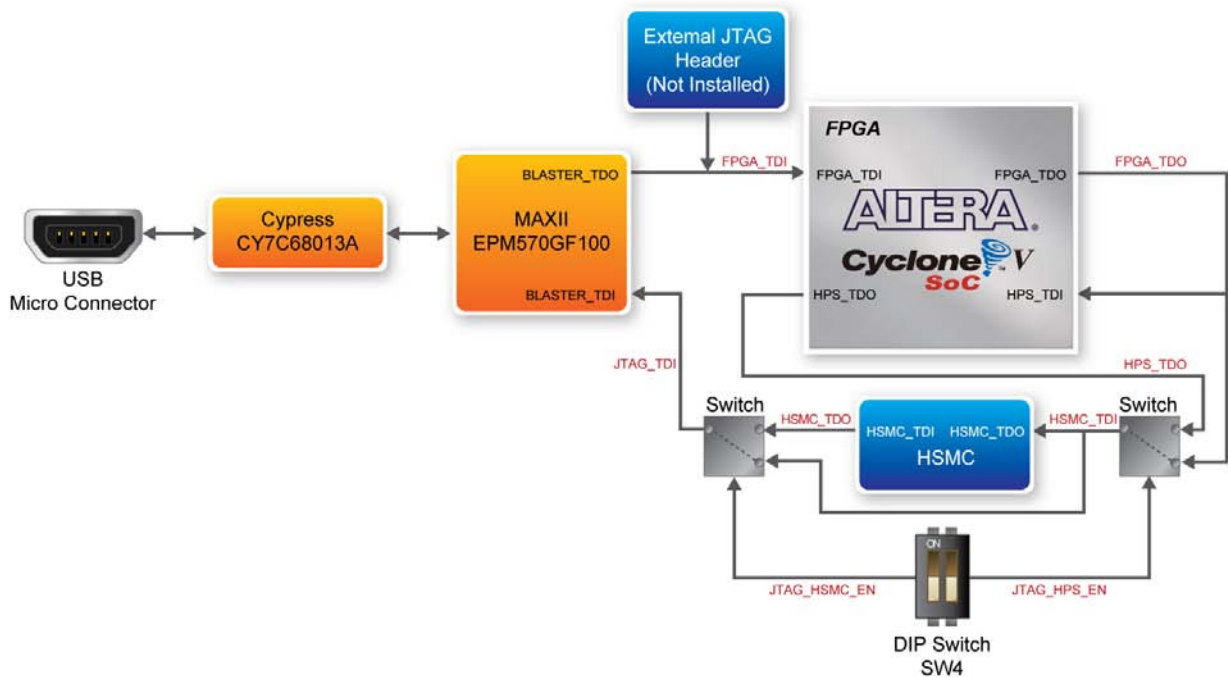 External JTAG
Header
(Not Installed)
FPGA
BLASTER_TDO
FPGA_TDI
FPGA_TDI
FPGA_TDO
FPGA_TDO
ALTERA®
Cyclone™ V
SoC
Cypress
CY7C68013A
MAXII
EPM570GF100
USB
Micro Connector
BLASTER_TDI
HPS_TDO
HPS_TDI
JTAG_TDI
HPS_TDO
Switch
HSMC_TDO
HSMC_TDI
HSMC_TDO
HSMC
HSMC_TDI
Switch
ON
JTAG_HSMC_EN
JTAG_HPS_EN
DIP Switch
SW4